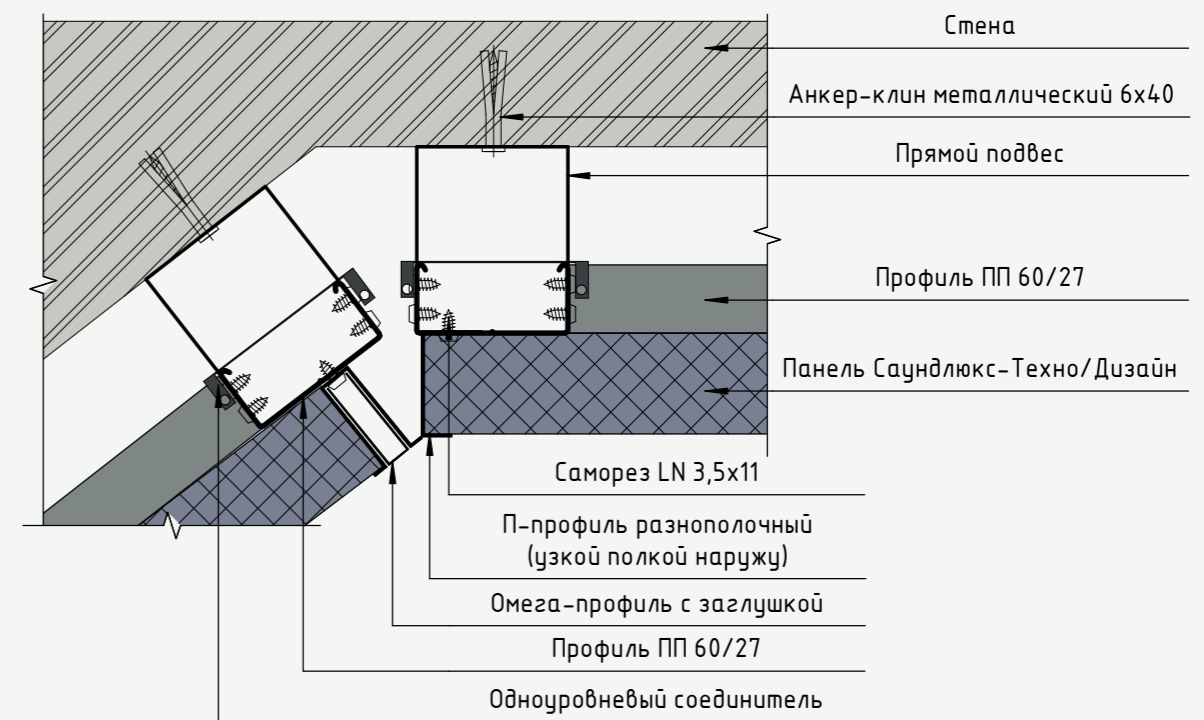 Стена
Анкер-клин металлический 6х40
Прямой подвес
Профиль ПП 60/27
Панель Саундлюкс-Техно/Дизайн
Саморез LN 3,5х11
П-профиль разнополочный
(узкой полкой наружу)
Омега-профиль с заглушкой
Профиль ПП 60/27
Одноуровневый соединитель